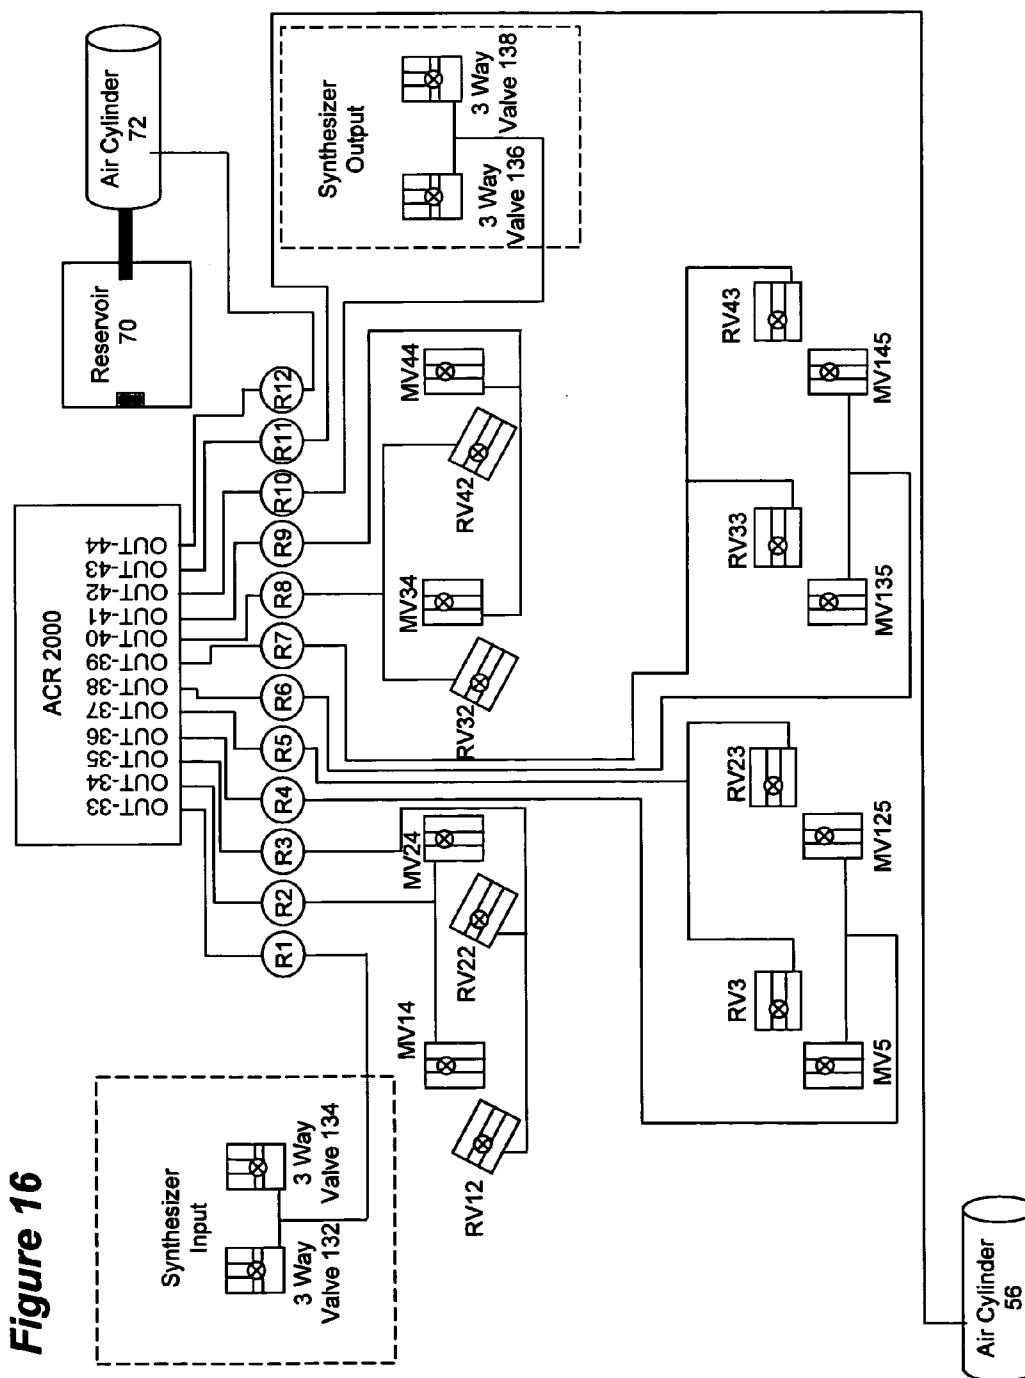 Figure 16
ACR 2000
OUT-33
OUT-34
OUT-35
OUT-36
OUT-37
OUT-38
OUT-39
OUT-40
OUT-41
OUT-42
OUT-43
OUT-44
Reservoir
70
Air Cylinder
72
R1
R2
R3
R4
R5
R6
R7
R8
R9
R10
R11
R12
Synthesizer
Input
3 Way
Valve 132
3 Way
Valve 134
Synthesizer
Output
3 Way
Valve 136
3 Way
Valve 138
MV14
MV24
RV12
RV22
MV34
MV44
RV32
RV42
RV3
RV23
RV33
RV43
MV5
MV125
MV135
MV145
Air Cylinder
56